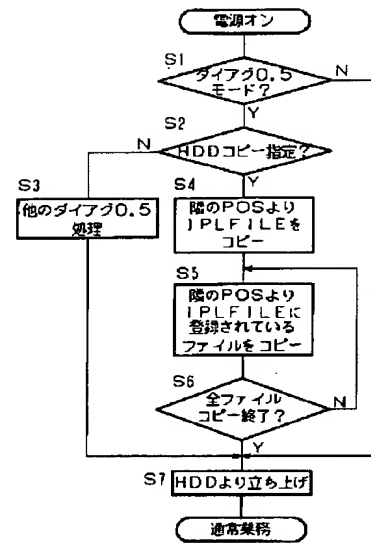 電源オン
S1
ダイアグ0.5
モード?
N
Y
S2
HDDコピー指定?
N
Y
S3
他のダイアグ0.5
処理
S4
隣のPOSより
IPLFILEを
コピー
S5
隣のPOSより
IPLFILEに
登録されている
ファイルをコピー
S6
全ファイル
コピー終了?
N
Y
S7
HDDより立ち上げ
通常業務